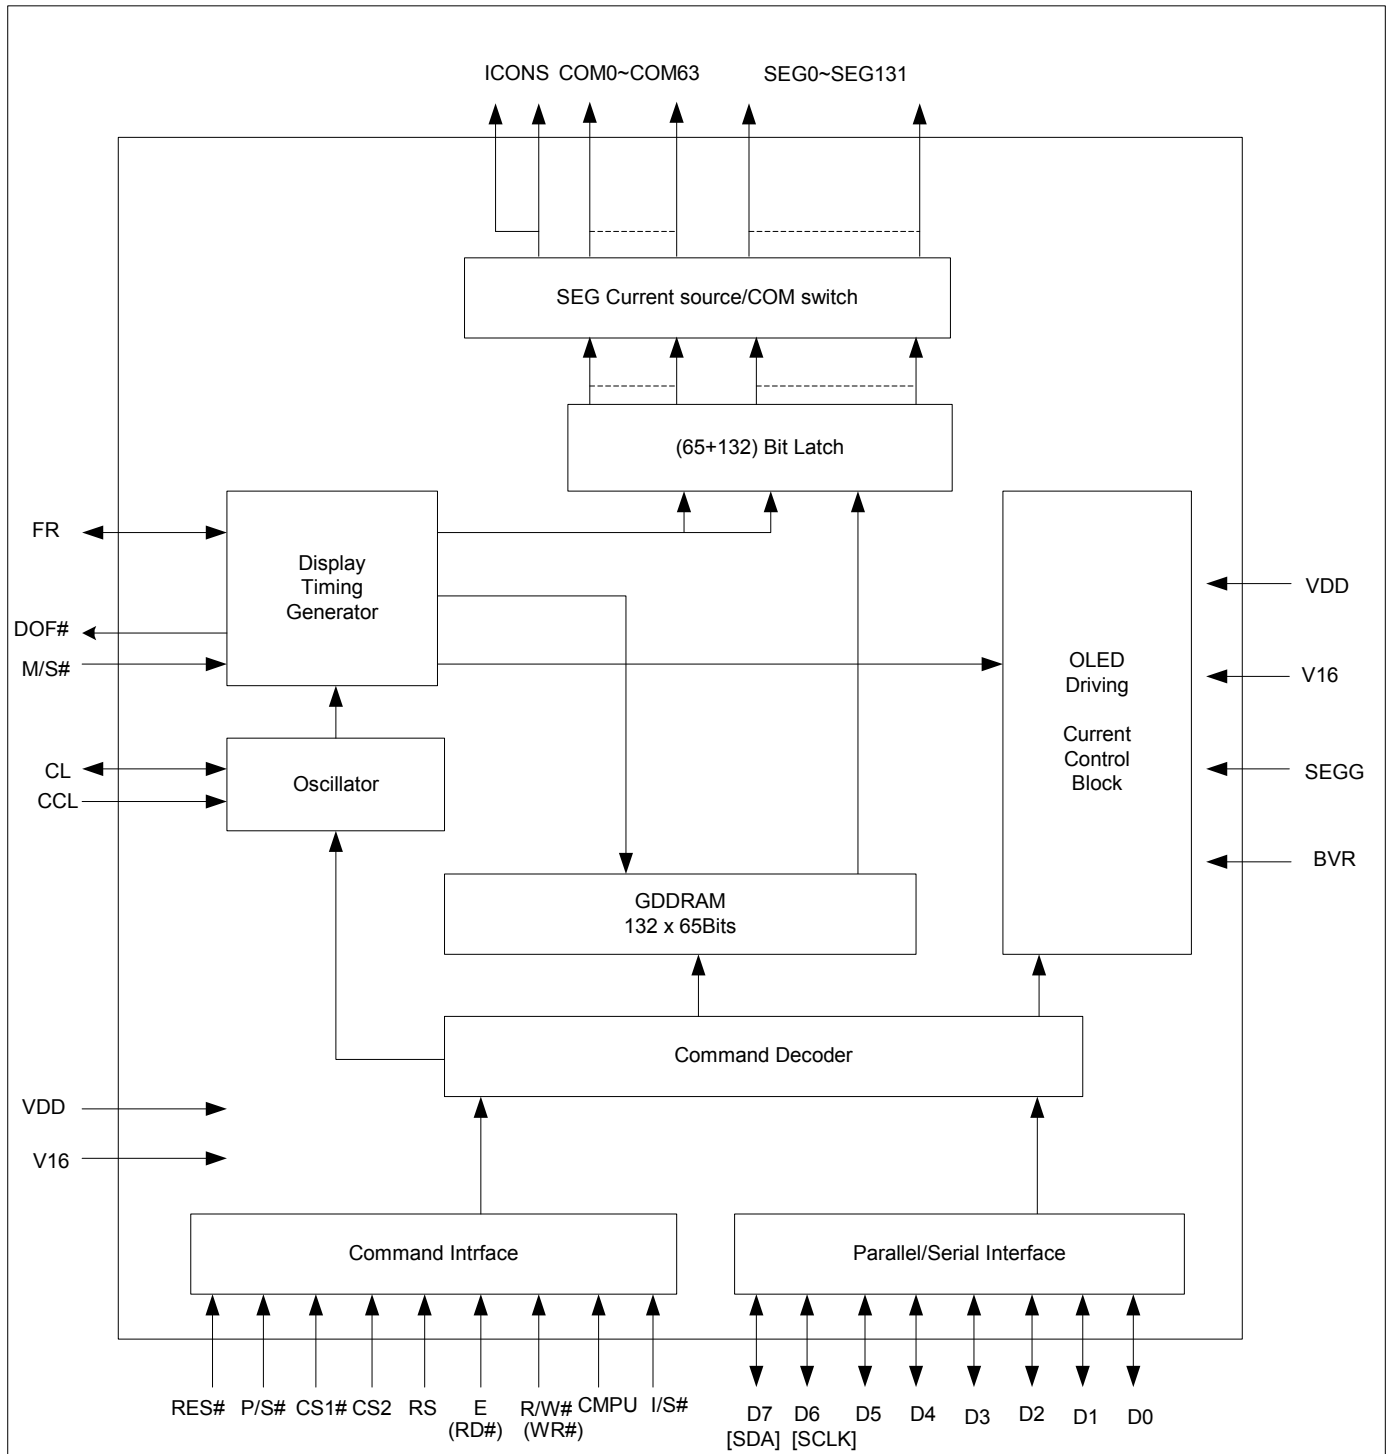 ICONS COM0~COM63 SEG0~SEG131
SEG Current source/COM switch
(65+132) Bit Latch
FR
Display
Timing
Generator
DOF#
M/S#
CL
CCL
Oscillator
OLED
Driving
Current
Control
Block
VDD
V16
SEGG
BVR
GDDRAM
132 x 65Bits
Command Decoder
VDD
V16
Command Intrface
Parallel/Serial Interface
RES# P/S# CS1# CS2 RS E R/W# CMPU I/S#
(RD#) (WR#)
D7 D6 D5 D4 D3 D2 D1 D0
[SDA] [SCLK]